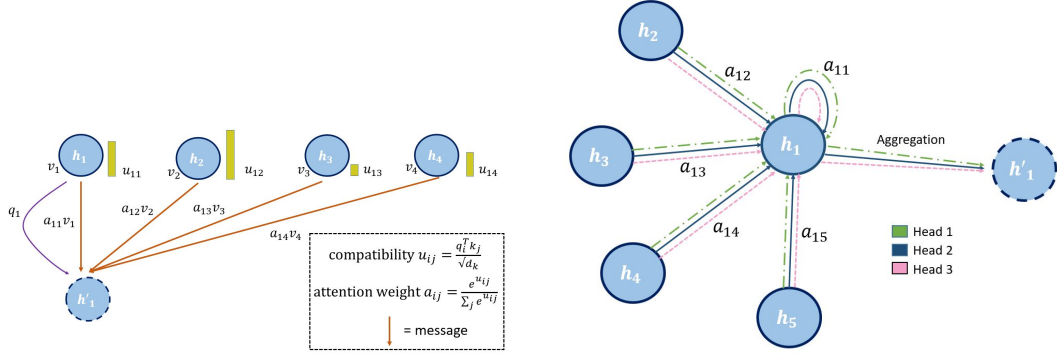 h₁
h₂
h₃
h₄
v₁
u₁₁
v₂
u₁₂
v₃
u₁₃
v₄
u₁₄
q₁
a₁₁v₁
a₁₂v₂
a₁₃v₃
a₁₄v₄
h'₁
compatibility uᵢⱼ = qᵢᵀkⱼ / √dₖ
attention weight aᵢⱼ = e^{uᵢⱼ} / ∑ⱼ e^{uᵢⱼ}
= message
h₂
a₁₂
a₁₁
h₃
h₁
Aggregation
h'₁
a₁₃
a₁₄
a₁₅
h₄
h₅
Head 1
Head 2
Head 3